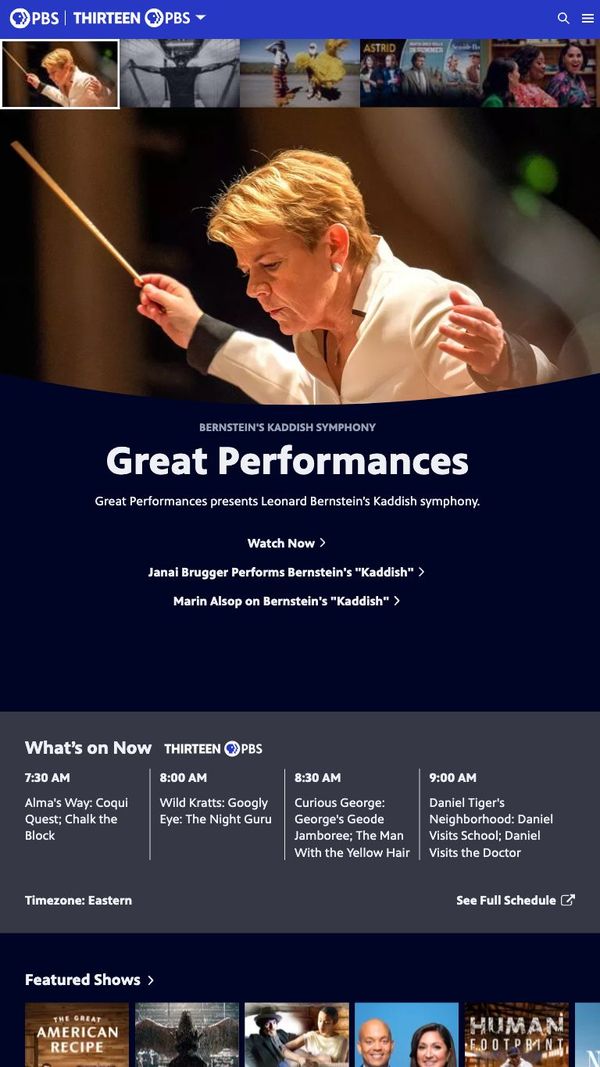 PBS THIRTEEN PBS
ASTRID
Seaside
BERNSTEIN'S KADDISH SYMPHONY
Great Performances
Great Performances presents Leonard Bernstein's Kaddish symphony.
Watch Now
Janai Brugger Performs Bernstein's "Kaddish"
Marin Alsop on Bernstein's "Kaddish"
What's on Now THIRTEEN PBS
7:30 AM
Alma's Way: Coqui
Quest; Chalk the
Block
8:00 AM
Wild Kratts: Googly
Eye: The Night Guru
8:30 AM
Curious George:
George's Geode
Jamboree; The Man
With the Yellow Hair
9:00 AM
Daniel Tiger's
Neighborhood: Daniel
Visits School; Daniel
Visits the Doctor
Timezone: Eastern
See Full Schedule
Featured Shows
THE GREAT
AMERICAN
RECIPE
HUMAN
FOOTPRINT